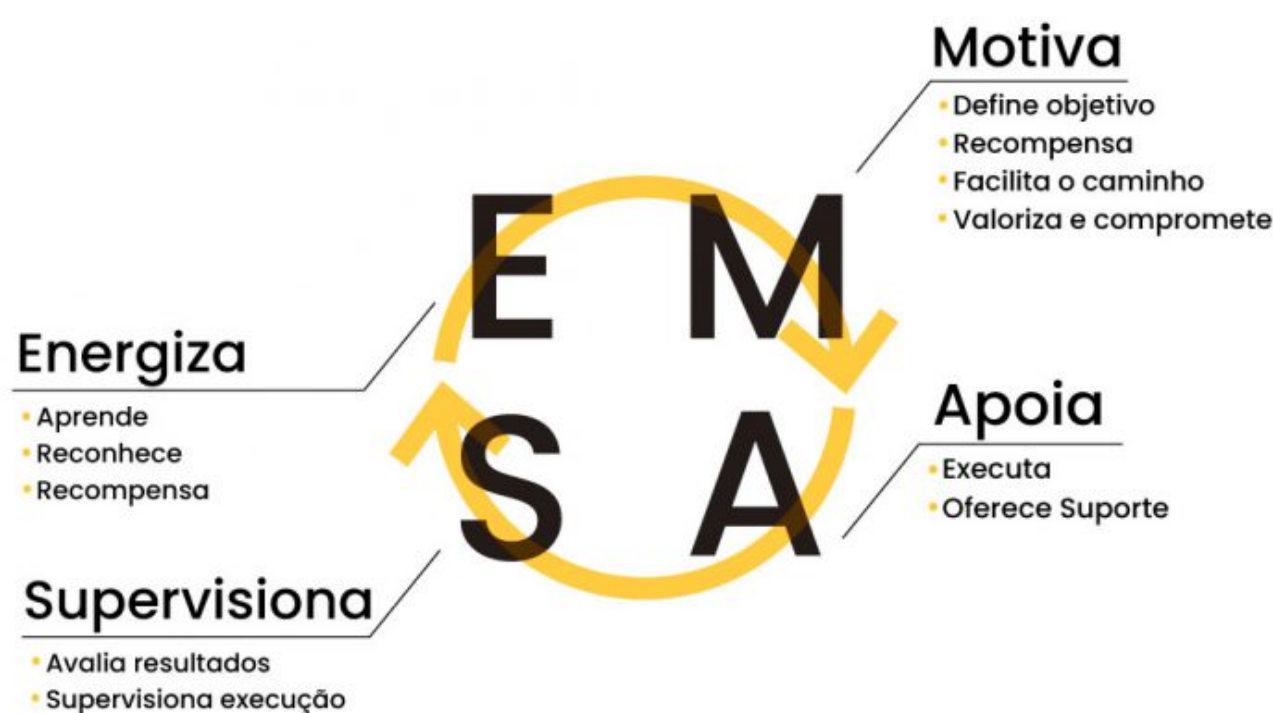 Motiva
• Define objetivo
• Recompensa
• Facilita o caminho
• Valoriza e compromete
E M
S A
Energiza
• Aprende
• Reconhece
• Recompensa
Apoia
• Executa
• Oferece Suporte
Supervisiona
• Avalia resultados
• Supervisiona execução